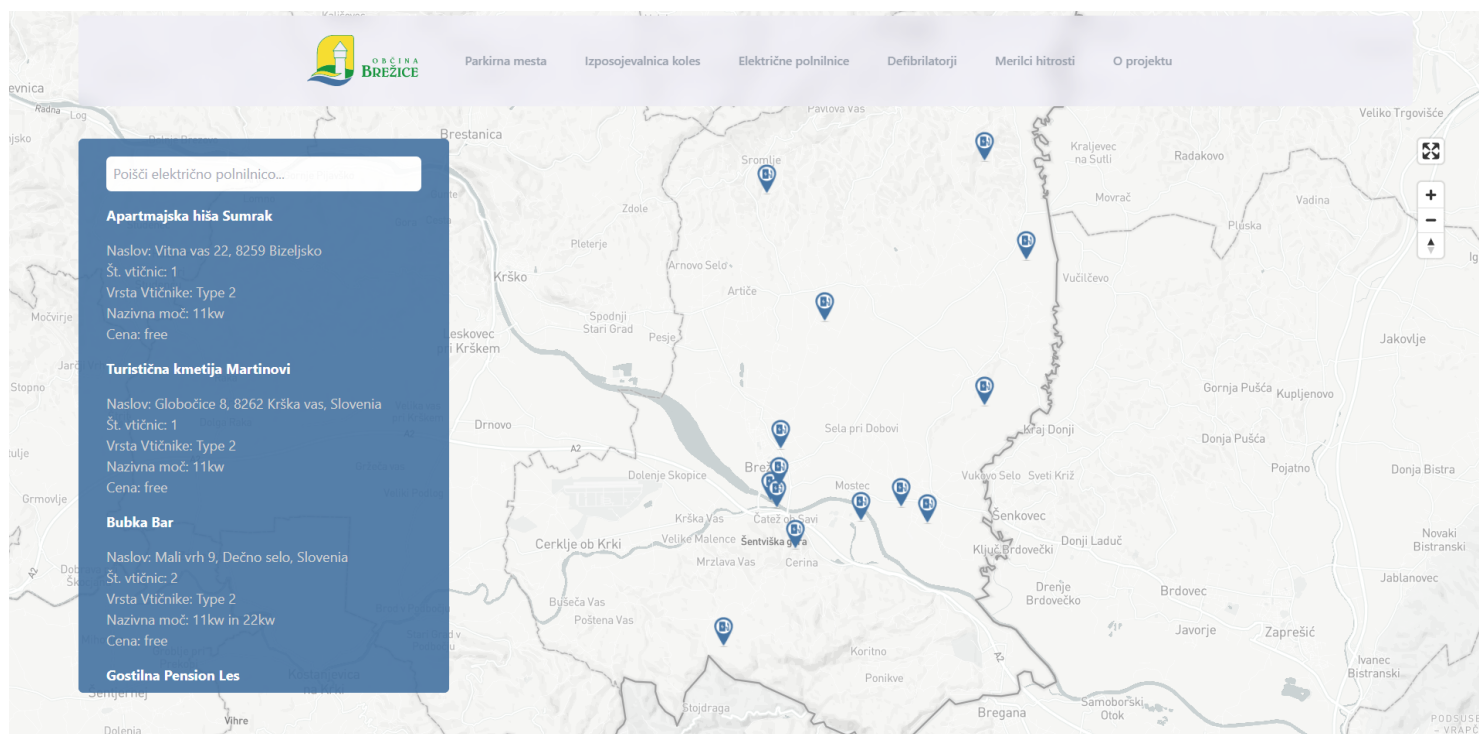 OBČINA
BREŽICE
Parkirna mesta
Izposojevalnica koles
Električne polnilnice
Defibrilatorji
Merilci hitrosti
O projektu
Poišči električno polnilnico...
Apartmajska hiša Sumrak
Naslov: Vitna vas 22, 8259 Bizeljsko
Št. vtičnic: 1
Vrsta Vtičnike: Type 2
Nazivna moč: 11kw
Cena: free
Turistična kmetija Martinovi
Naslov: Globočice 8, 8262 Krška vas, Slovenia
Št. vtičnic: 1
Vrsta Vtičnike: Type 2
Nazivna moč: 11kw
Cena: free
Bubka Bar
Naslov: Mali vrh 9, Dečno selo, Slovenia
Št. vtičnic: 2
Vrsta Vtičnike: Type 2
Nazivna moč: 11kw in 22kw
Cena: free
Gostilna Pension Les
evnica
Radna
Log
Brestanica
Pavlova Vas
Veliko Trgovišče
Kraljevec
na Sutli
Radakovo
Sromlje
Movrač
Vadina
Zdole
Pluska
Pleterje
Arnovo Selo
Krško
Vučilčevo
Artiče
Močvirje
Spodnji
Stari Grad
Pesje
Leskovec
pri Krškem
Jakovlje
Stopno
Gornja Pušća
Kupljenovo
Drnovo
A2
Sela pri Dobovi
Kraj Donji
Donja Pušća
Dolenje Skopice
Mostec
Vukovo Selo
Sveti Križ
Pojatno
Donja Bistra
Grmovlje
Krška Vas
Čatež ob Savi
Šenkovec
Cerklje ob Krki
Velike Malence
Šentviška gora
Ključ Brdovečki
Donji Laduč
Novaki
Bistranski
Mrzlava Vas
Cerina
Drenje
Brdovečko
Brdovec
Jablanovec
Bušeča Vas
Poštena Vas
Javorje
Zaprešić
Koritno
A2
Ponikve
Ivanec
Bistranski
Šentjernej
Stojdraga
Bregana
Samoborski
Otok
Vihre
Dolenja